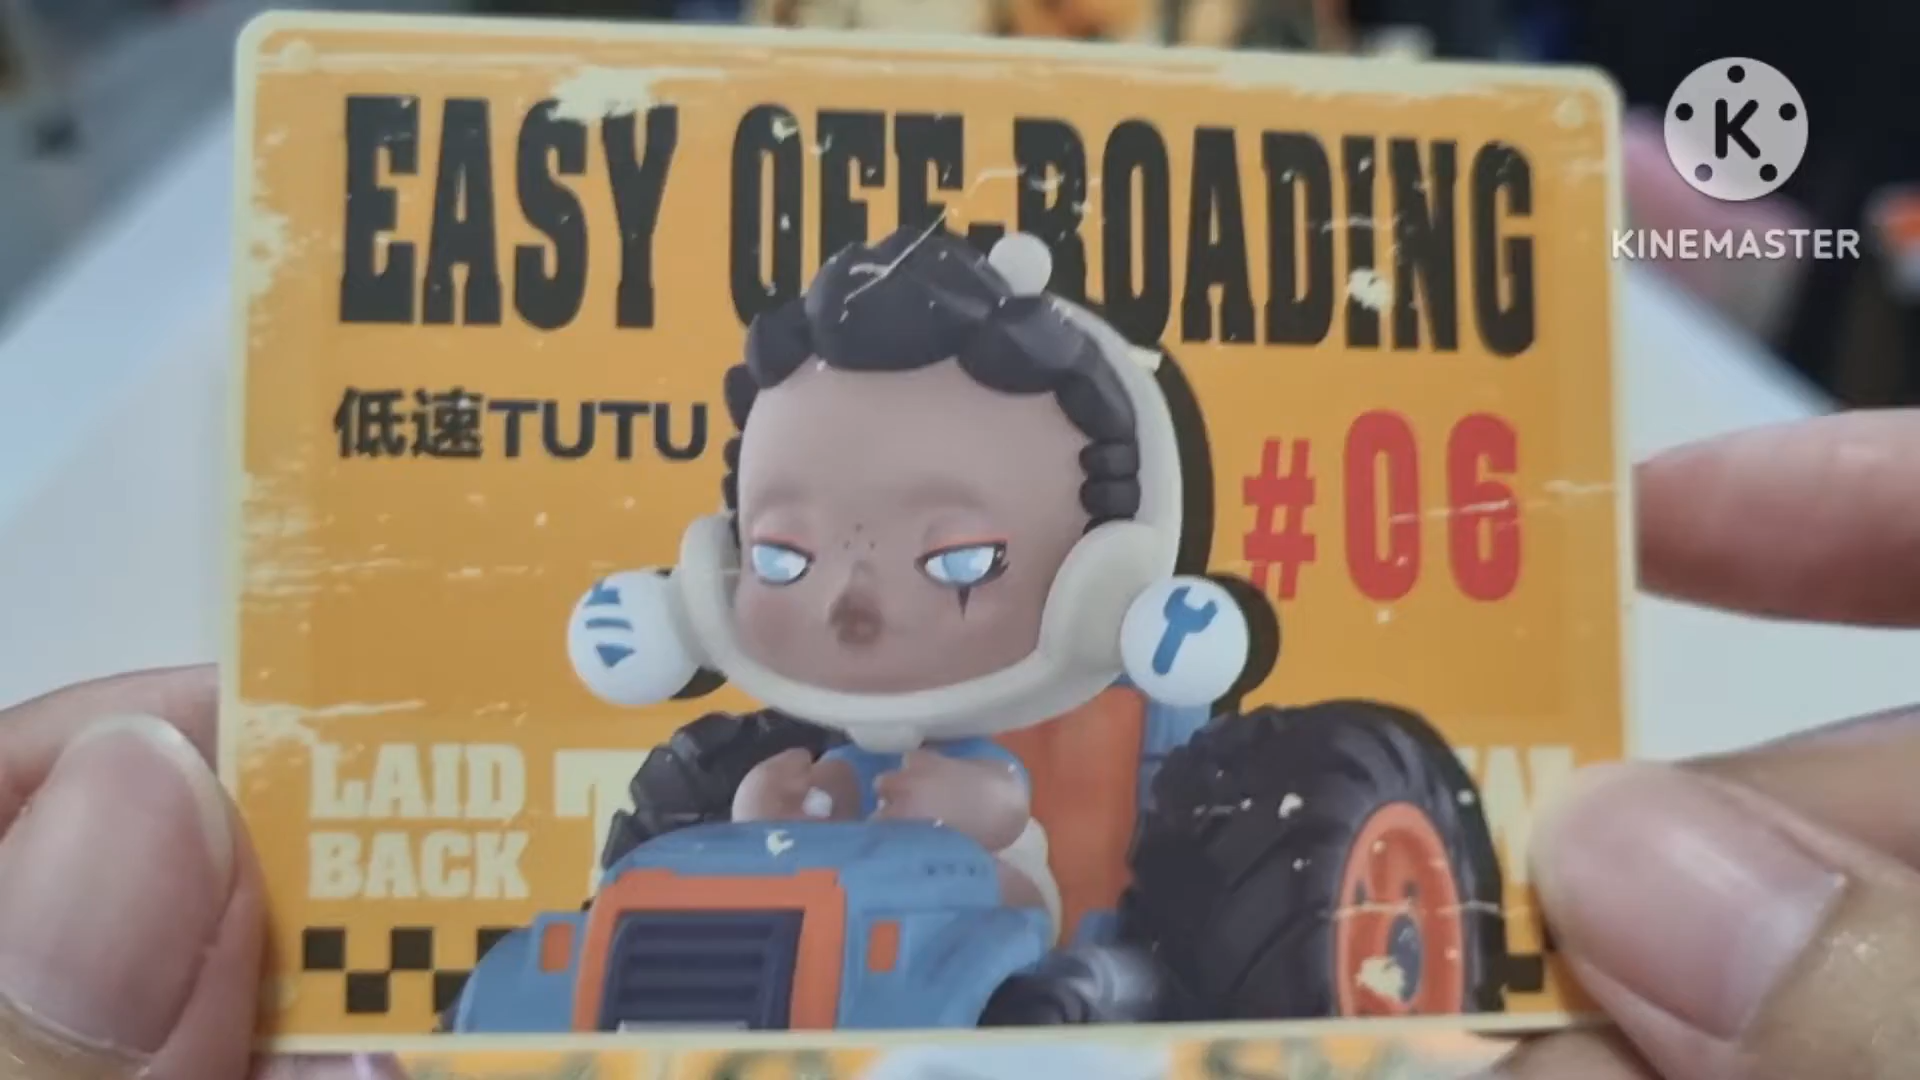 EASY OFF-ROADING
低速TUTU
#06
LAID
BACK
K
KINEMASTER